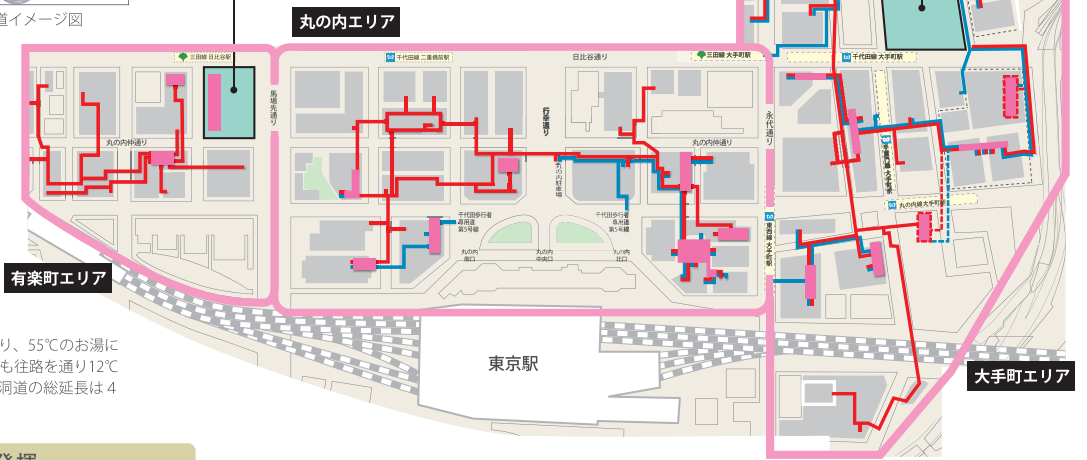 道イメージ図
丸の内エリア
三田線 日比谷駅
千代田線 二重橋前駅
日比谷通り
三田線 大手町駅
千代田線 大手町駅
馬場先通り
行幸通り
永代通り
丸の内仲通り
丸の内仲通り
丸の内駐車場
丸の内線大手町駅
千代田歩行者
専用道
第5号線
千代田歩行者
専用道
第5号線
東西線 大手町駅
丸の内
南口
丸の内
中央口
丸の内
北口
有楽町エリア
り、55℃のお湯に
も往路を通り12℃
洞道の総延長は4
東京駅
大手町エリア